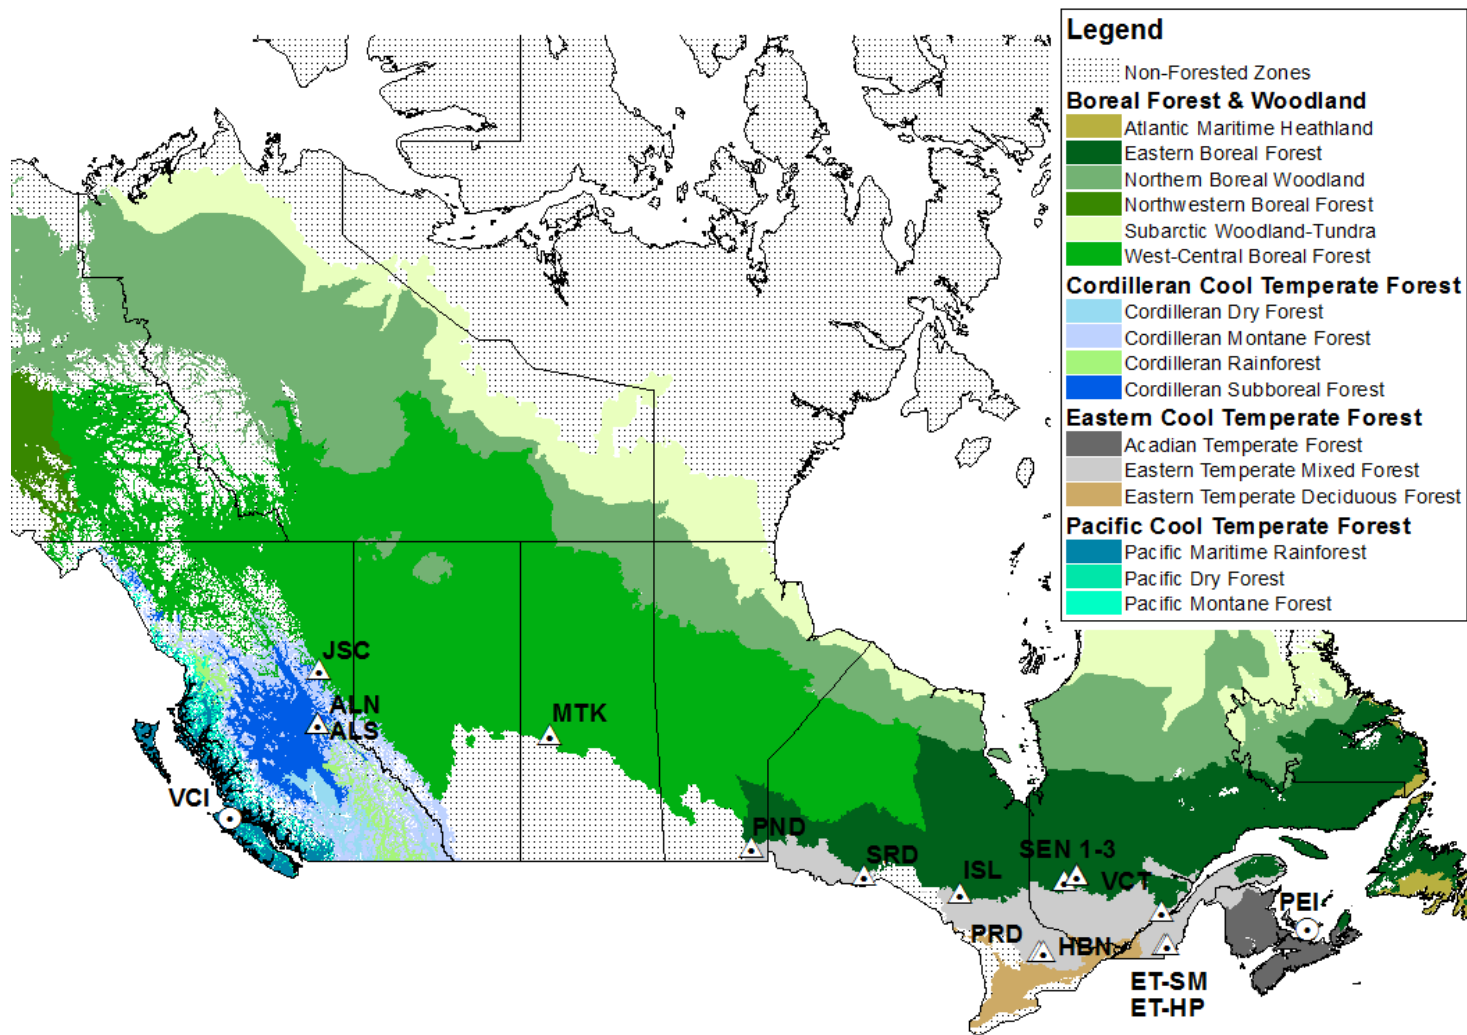 Legend
Non-Forested Zones
Boreal Forest & Woodland
Atlantic Maritime Heathland
Eastern Boreal Forest
Northern Boreal Woodland
Northwestern Boreal Forest
Subarctic Woodland-Tundra
West-Central Boreal Forest
Cordilleran Cool Temperate Forest
Cordilleran Dry Forest
Cordilleran Montane Forest
Cordilleran Rainforest
Cordilleran Subboreal Forest
Eastern Cool Temperate Forest
Acadian Temperate Forest
Eastern Temperate Mixed Forest
Eastern Temperate Deciduous Forest
Pacific Cool Temperate Forest
Pacific Maritime Rainforest
Pacific Dry Forest
Pacific Montane Forest
JSC
ALN
ALS
MTK
VCI
PND
SRD
ISL
SEN 1-3
VCT
PEI
PRD
HBN
ET-SM
ET-HP